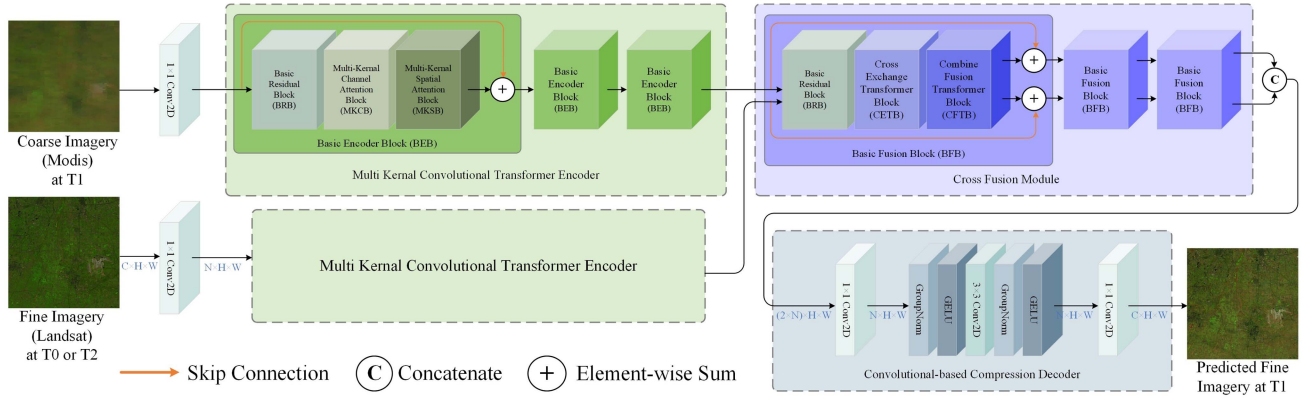 Coarse Imagery
(Modis)
at T1
1×1 Conv2D
Basic
Residual
Block
(BRB)
Multi-Kernel
Channel
Attention
Block
(MKCB)
Multi-Kernel
Spatial
Attention
Block
(MKSB)
Basic Encoder Block (BEB)
Basic
Encoder
Block
(BEB)
Basic
Encoder Block
(BEB)
Multi Kernal Convolutional Transformer Encoder
Basic
Residual
Block
(BRB)
Cross
Exchange
Transformer
Block
(CETB)
Combine
Fusion
Transformer
Block
(CFTB)
Basic Fusion Block (BFB)
Basic
Fusion
Block
(BFB)
Basic
Fusion
Block
(BFB)
Cross Fusion Module
C
Fine Imagery
(Landsat)
at T0 or T2
C×H×W
1×1 Conv2D
N×H×W
Multi Kernal Convolutional Transformer Encoder
(2×N)×H×W
1×1 Conv2D
N×H×W
GroupNorm
GELU
3×3 Conv2D
GroupNorm
GELU
N×H×W
1×1 Conv2D
C×H×W
Convolutional-based Compression Decoder
Predicted Fine
Imagery at T1
Skip Connection
C Concatenate
+ Element-wise Sum